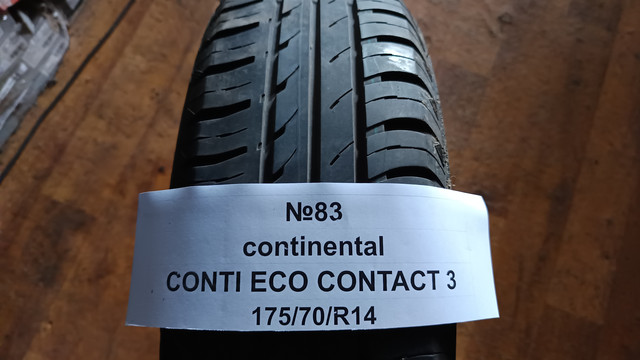 №83
continental
CONTI ECO CONTACT 3
175/70/R14